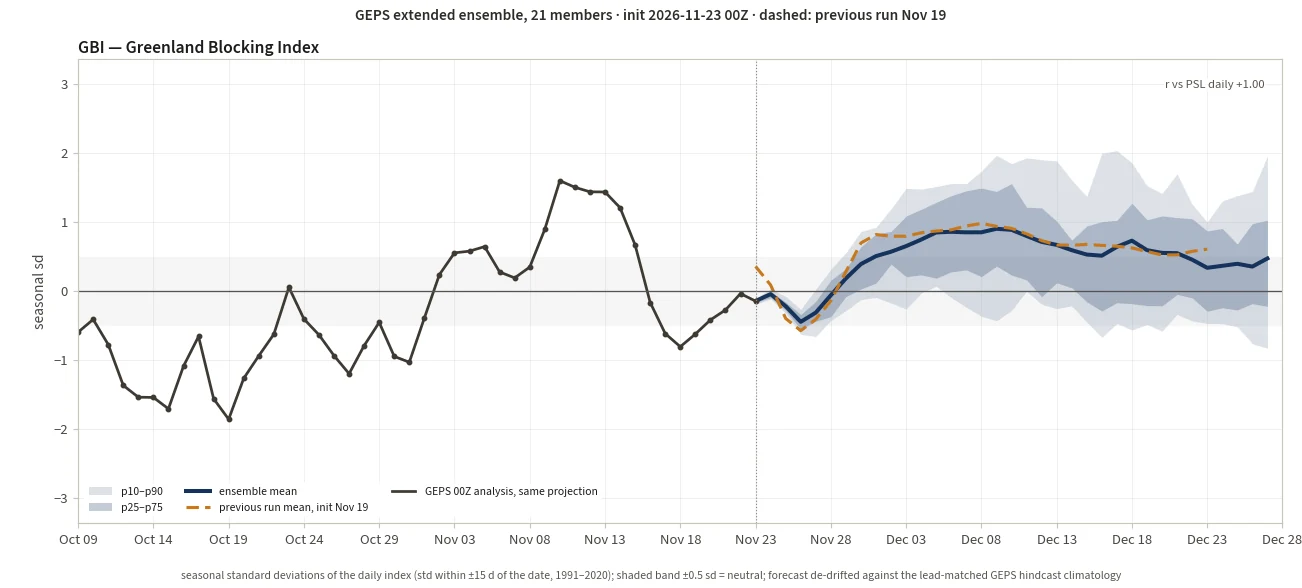 GEPS extended ensemble, 21 members · init 2026-11-23 00Z · dashed: previous run Nov 19
GBI — Greenland Blocking Index
r vs PSL daily +1.00
seasonal sd
3
2
1
0
−1
−2
−3
p10–p90
p25–p75
ensemble mean
previous run mean, init Nov 19
GEPS 00Z analysis, same projection
Oct 09 Oct 14 Oct 19 Oct 24 Oct 29 Nov 03 Nov 08 Nov 13 Nov 18 Nov 23 Nov 28 Dec 03 Dec 08 Dec 13 Dec 18 Dec 23 Dec 28
seasonal standard deviations of the daily index (std within ±15 d of the date, 1991–2020); shaded band ±0.5 sd = neutral; forecast de-drifted against the lead-matched GEPS hindcast climatology